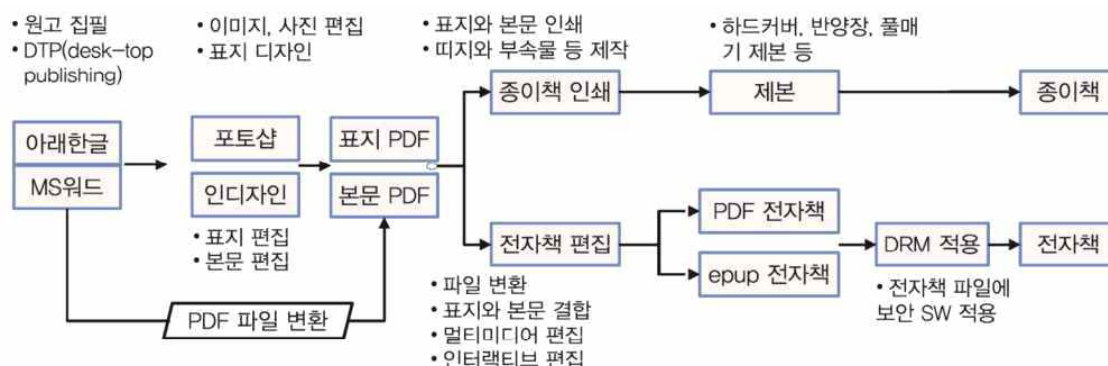 • 원고 집필
• DTP(desk-top
publishing)
• 이미지, 사진 편집
• 표지 디자인
• 표지와 본문 인쇄
• 띠지와 부속물 등 제작
• 하드커버, 반양장, 풀매
기 제본 등
종이책 인쇄
제본
종이책
아래한글
MS워드
포토샵
인디자인
표지 PDF
본문 PDF
• 표지 편집
• 본문 편집
PDF 파일 변환
전자책 편집
• 파일 변환
• 표지와 본문 결합
• 멀티미디어 편집
• 인터랙티브 편집
PDF 전자책
epup 전자책
DRM 적용
• 전자책 파일에
보안 SW 적용
전자책